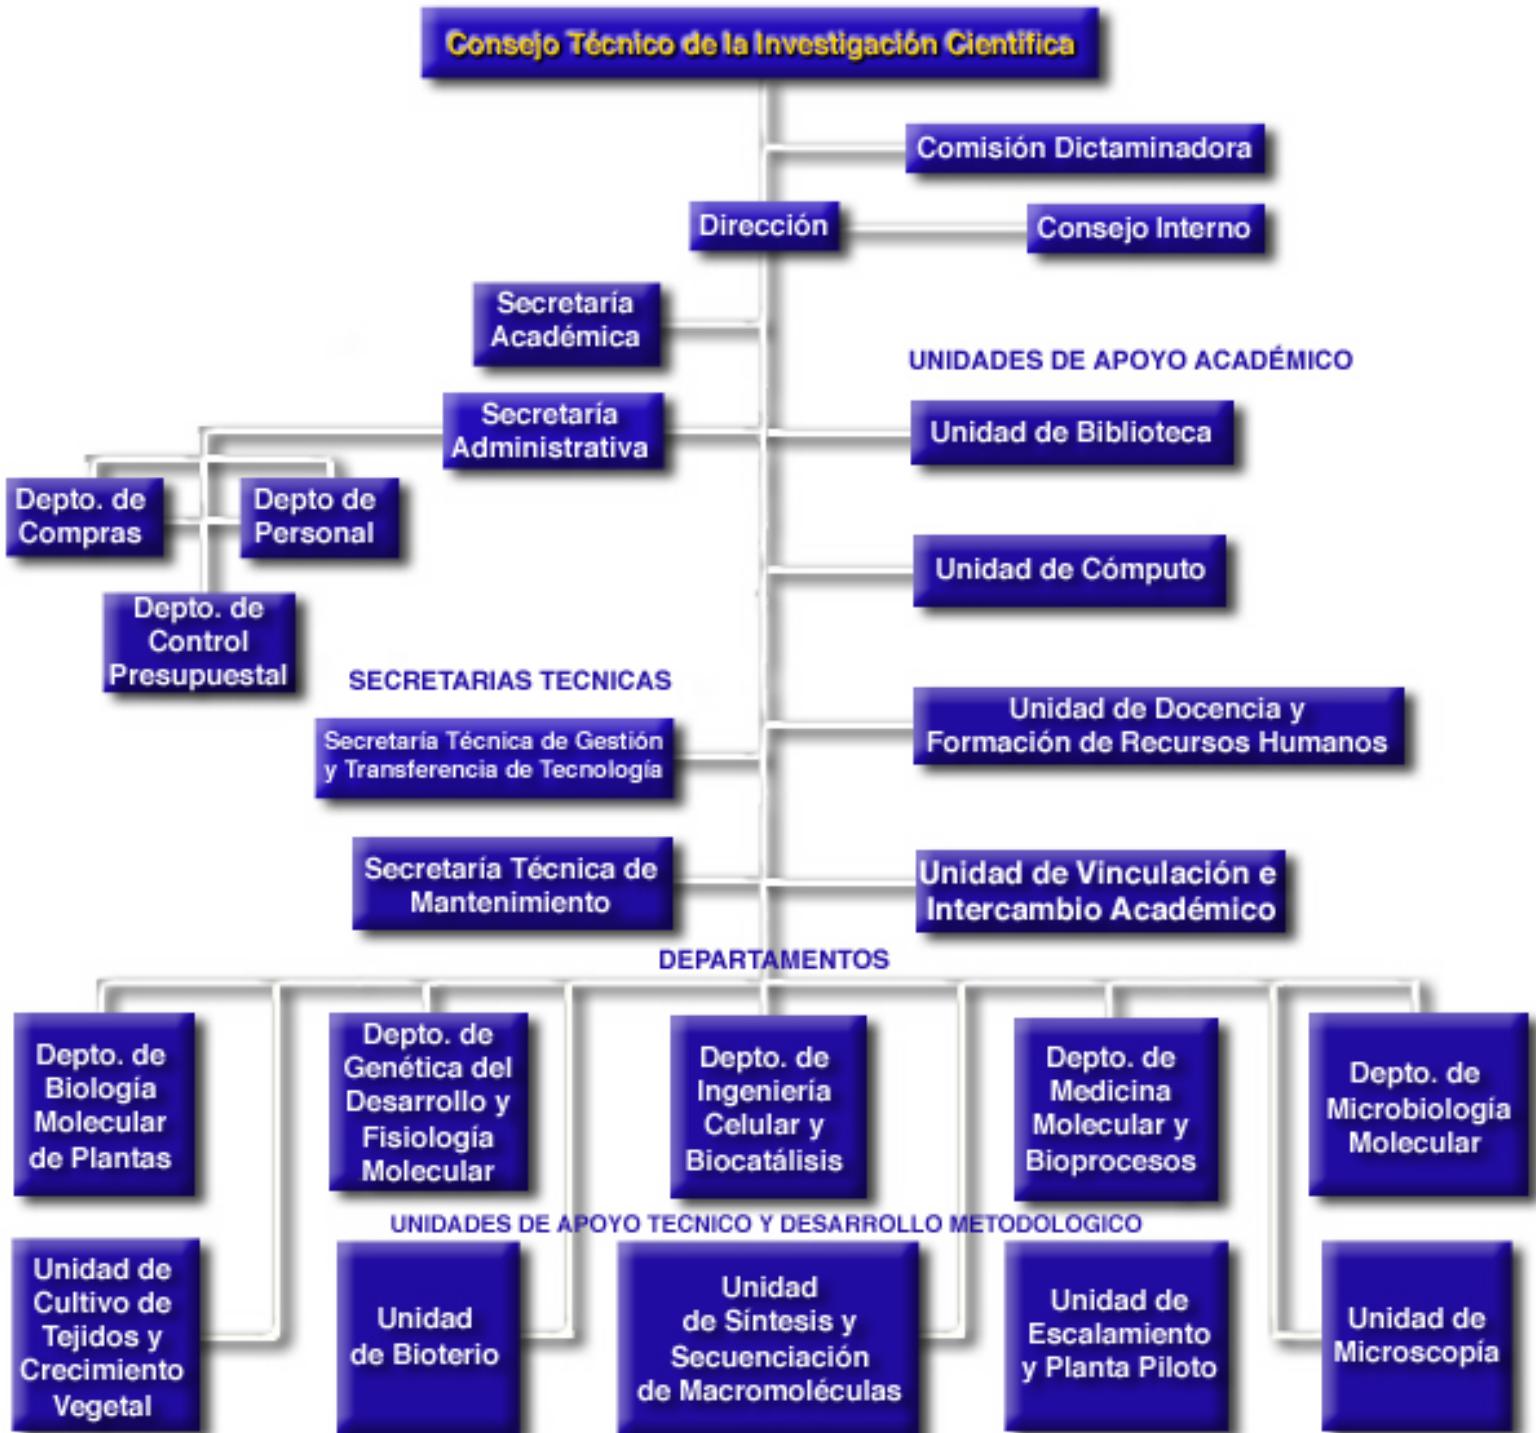 Consejo Técnico de la Investigación Científica
Comisión Dictaminadora
Dirección
Consejo Interno
Secretaría
Académica
UNIDADES DE APOYO ACADÉMICO
Secretaría
Administrativa
Unidad de Biblioteca
Depto. de
Compras
Depto de
Personal
Unidad de Cómputo
Depto. de
Control
Presupuestal
SECRETARIAS TECNICAS
Secretaría Técnica de Gestión
y Transferencia de Tecnología
Unidad de Docencia y
Formación de Recursos Humanos
Secretaría Técnica de
Mantenimiento
Unidad de Vinculación e
Intercambio Académico
DEPARTAMENTOS
Depto. de
Biología
Molecular
de Plantas
Depto. de
Genética del
Desarrollo y
Fisiología
Molecular
Depto. de
Ingeniería
Celular y
Biocatálisis
Depto. de
Medicina
Molecular y
Bioprocesos
Depto. de
Microbiología
Molecular
UNIDADES DE APOYO TECNICO Y DESARROLLO METODOLOGICO
Unidad de
Cultivo de
Tejidos y
Crecimiento
Vegetal
Unidad
de Bioterio
Unidad
de Síntesis y
Secuenciación
de Macromoléculas
Unidad de
Escalamiento
y Planta Piloto
Unidad de
Microscopía